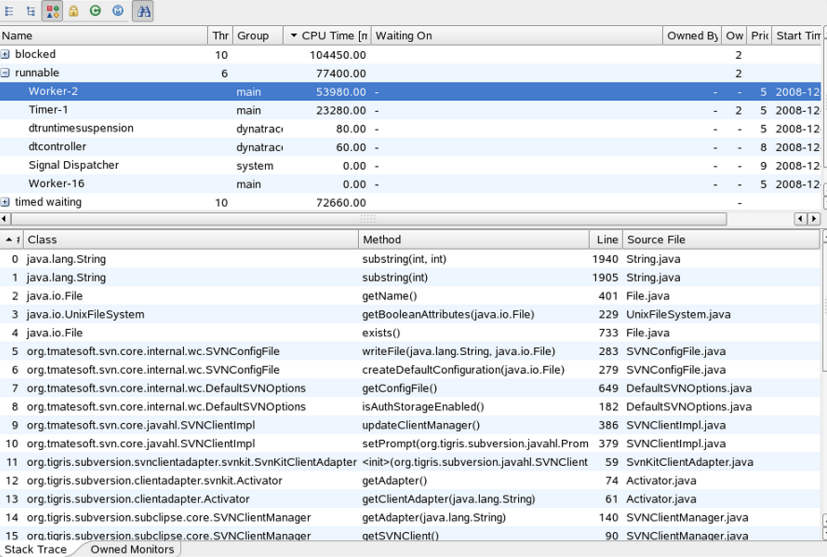 Name Thr Group CPU Time [m Waiting On Owned By Ow Pric Start Tim
blocked 10 104450.00 2
runnable 6 77400.00 2
Worker-2 main 53980.00 - - - 5 2008-12
Timer-1 main 23280.00 - - 2 5 2008-12
dtruntimesuspension dynatrac 80.00 - - - 5 2008-12
dtcontroller dynatrac 60.00 - - - 8 2008-12
Signal Dispatcher system 0.00 - - - 9 2008-12
Worker-16 main 0.00 - - - 5 2008-12
timed waiting 10 72660.00 -
Class Method Line Source File
0 java.lang.String substring(int, int) 1940 String.java
1 java.lang.String substring(int) 1905 String.java
2 java.io.File getName() 401 File.java
3 java.io.UnixFileSystem getBooleanAttributes(java.io.File) 229 UnixFileSystem.java
4 java.io.File exists() 733 File.java
5 org.tmatesoft.svn.core.internal.wc.SVNConfigFile writeFile(java.lang.String, java.io.File) 283 SVNConfigFile.java
6 org.tmatesoft.svn.core.internal.wc.SVNConfigFile createDefaultConfiguration(java.io.File) 279 SVNConfigFile.java
7 org.tmatesoft.svn.core.internal.wc.DefaultSVNOptions getConfigFile() 649 DefaultSVNOptions.java
8 org.tmatesoft.svn.core.internal.wc.DefaultSVNOptions isAuthStorageEnabled() 182 DefaultSVNOptions.java
9 org.tmatesoft.svn.core.javahl.SVNClientImpl updateClientManager() 386 SVNClientImpl.java
10 org.tmatesoft.svn.core.javahl.SVNClientImpl setPrompt(org.tigris.subversion.javahl.Prom 379 SVNClientImpl.java
11 org.tigris.subversion.svnclientadapter.svnkit.SvnKitClientAdapter <init>(org.tigris.subversion.javahl.SVNClient 59 SvnKitClientAdapter.java
12 org.tigris.subversion.clientadapter.svnkit.Activator getAdapter() 74 Activator.java
13 org.tigris.subversion.clientadapter.Activator getClientAdapter(java.lang.String) 61 Activator.java
14 org.tigris.subversion.subclipse.core.SVNClientManager getAdapter(java.lang.String) 140 SVNClientManager.java
15 org.tigris.subversion.subclipse.core.SVNClientManager getSVNClient() 90 SVNClientManager.java
Stack Trace Owned Monitors